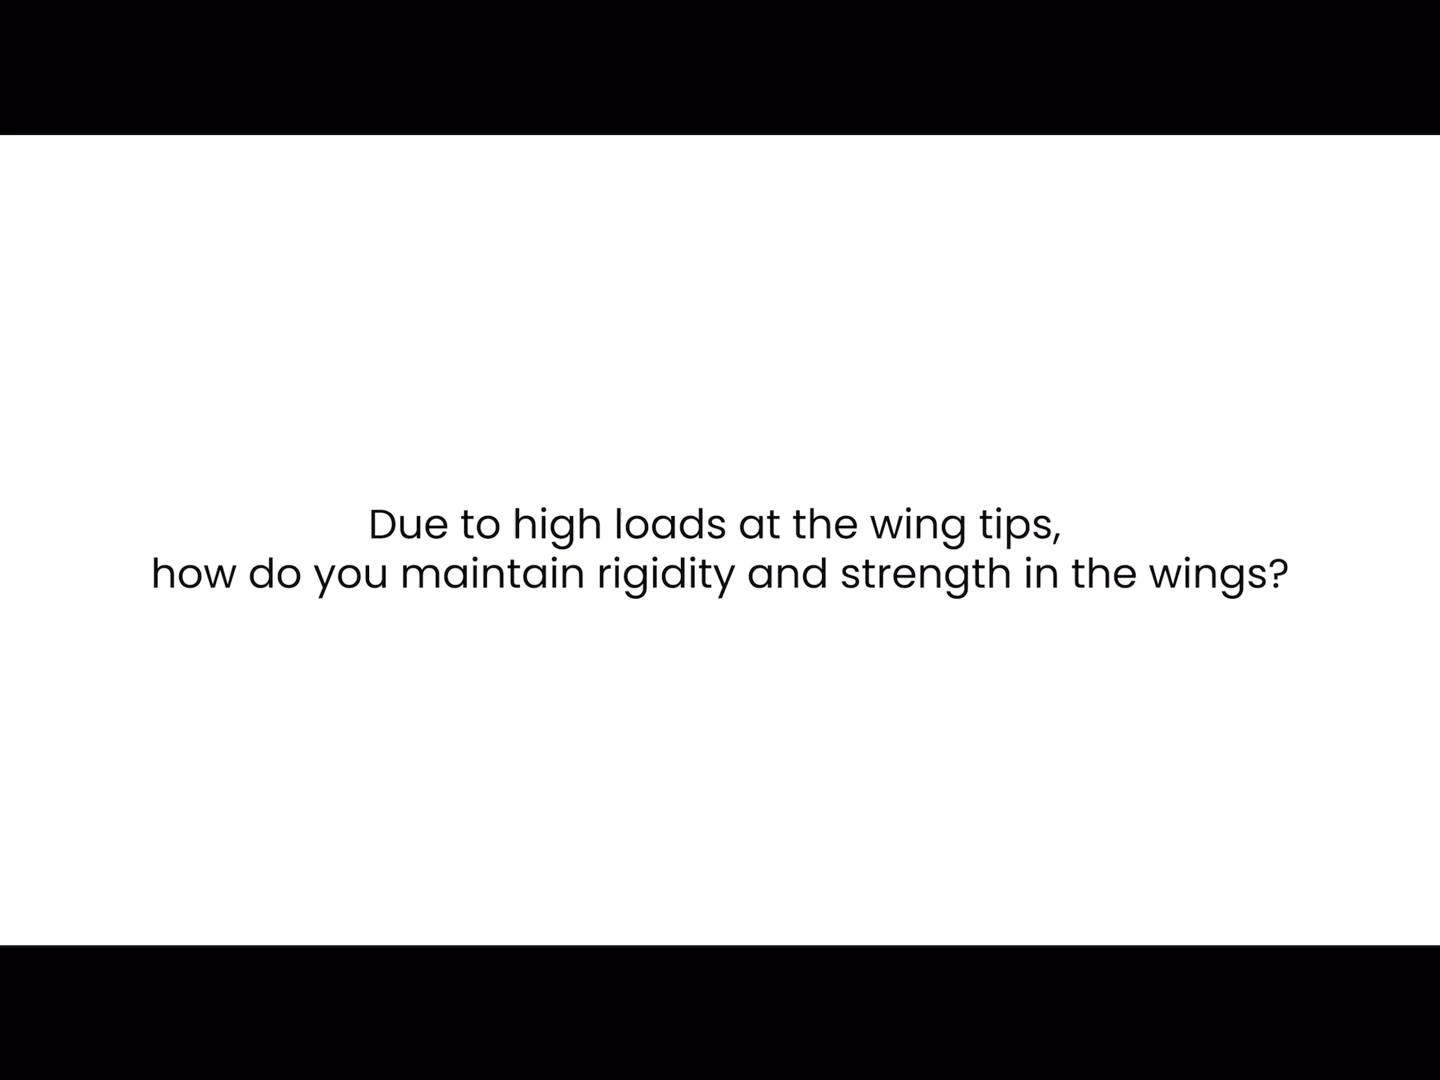 Due to high loads at the wing tips,
how do you maintain rigidity and strength in the wings?